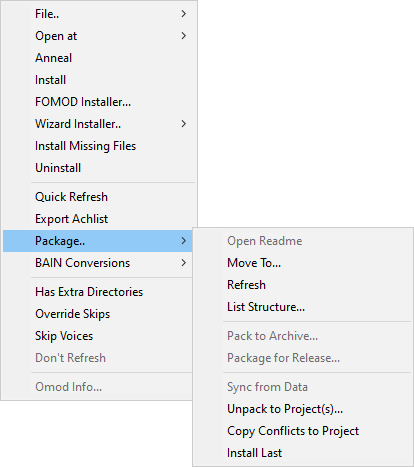 File..
Open at
Anneal
Install
FOMOD Installer...
Wizard Installer..
Install Missing Files
Uninstall
Quick Refresh
Export Achlist
Package..
BAIN Conversions
Has Extra Directories
Override Skips
Skip Voices
Don't Refresh
Omod Info...
Open Readme
Move To...
Refresh
List Structure...
Pack to Archive...
Package for Release...
Sync from Data
Unpack to Project(s)...
Copy Conflicts to Project
Install Last